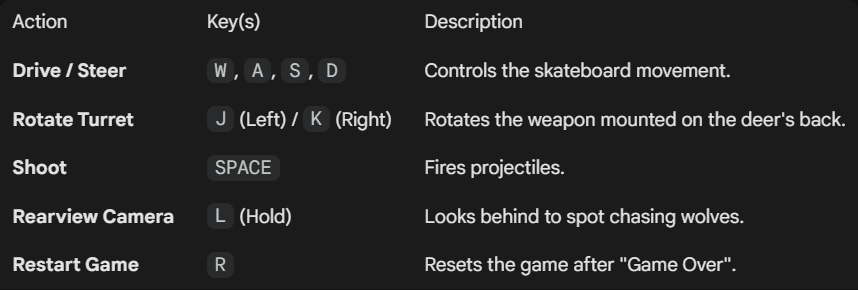 Action Key(s) Description
Drive / Steer W, A, S, D Controls the skateboard movement.
Rotate Turret J (Left) / K (Right) Rotates the weapon mounted on the deer's back.
Shoot SPACE Fires projectiles.
Rearview Camera L (Hold) Looks behind to spot chasing wolves.
Restart Game R Resets the game after "Game Over".